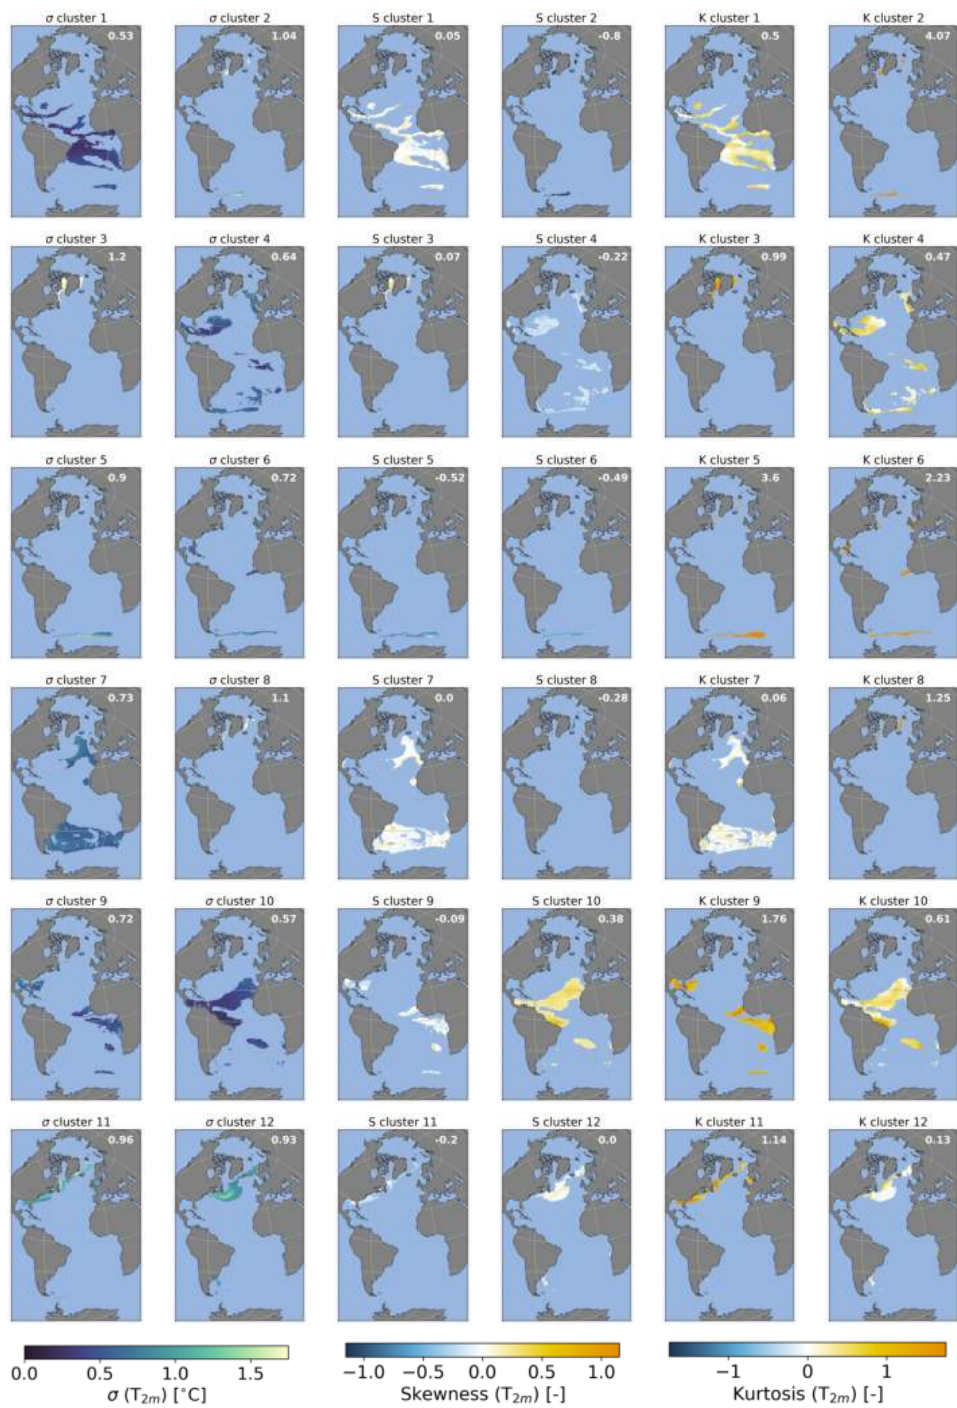 σ cluster 1 σ cluster 2 S cluster 1 S cluster 2 K cluster 1 K cluster 2
0.53 1.04 0.05 -0.8 0.5 4.07
σ cluster 3 σ cluster 4 S cluster 3 S cluster 4 K cluster 3 K cluster 4
1.2 0.64 0.07 -0.22 0.99 0.47
σ cluster 5 σ cluster 6 S cluster 5 S cluster 6 K cluster 5 K cluster 6
0.9 0.72 -0.52 -0.49 3.6 2.23
σ cluster 7 σ cluster 8 S cluster 7 S cluster 8 K cluster 7 K cluster 8
0.73 1.1 0.0 -0.28 0.06 1.25
σ cluster 9 σ cluster 10 S cluster 9 S cluster 10 K cluster 9 K cluster 10
0.72 0.57 -0.09 0.38 1.76 0.61
σ cluster 11 σ cluster 12 S cluster 11 S cluster 12 K cluster 11 K cluster 12
0.96 0.93 -0.2 0.0 1.14 0.13
0.0 0.5 1.0 1.5 −1.0 −0.5 0.0 0.5 1.0 −1 0 1
σ (T2m) [°C] Skewness (T2m) [-] Kurtosis (T2m) [-]